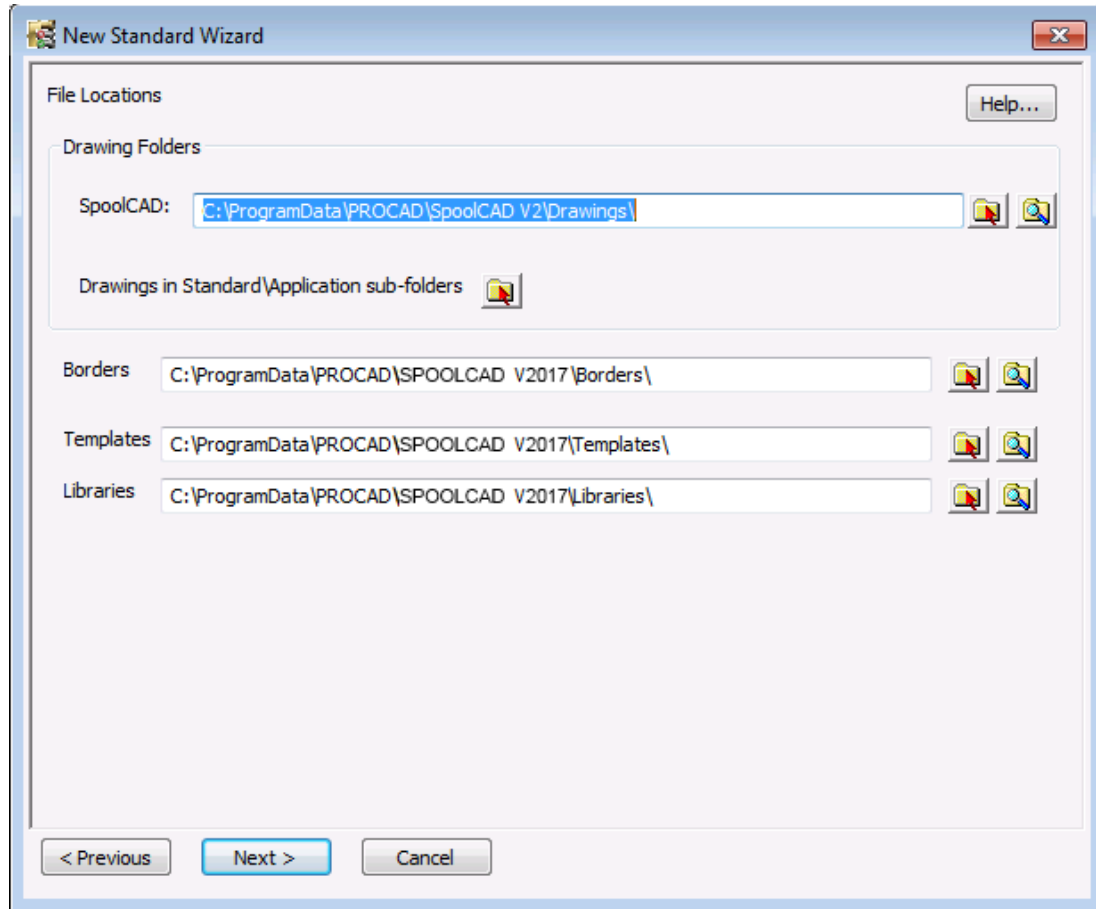 New Standard Wizard
File Locations
Help...
Drawing Folders
SpoolCAD: C:\ProgramData\PROCAD\SpoolCAD V2\Drawings\
Drawings in Standard\Application sub-folders
Borders C:\ProgramData\PROCAD\SPOOLCAD V2017\Borders\
Templates C:\ProgramData\PROCAD\SPOOLCAD V2017\Templates\
Libraries C:\ProgramData\PROCAD\SPOOLCAD V2017\Libraries\
< Previous Next > Cancel